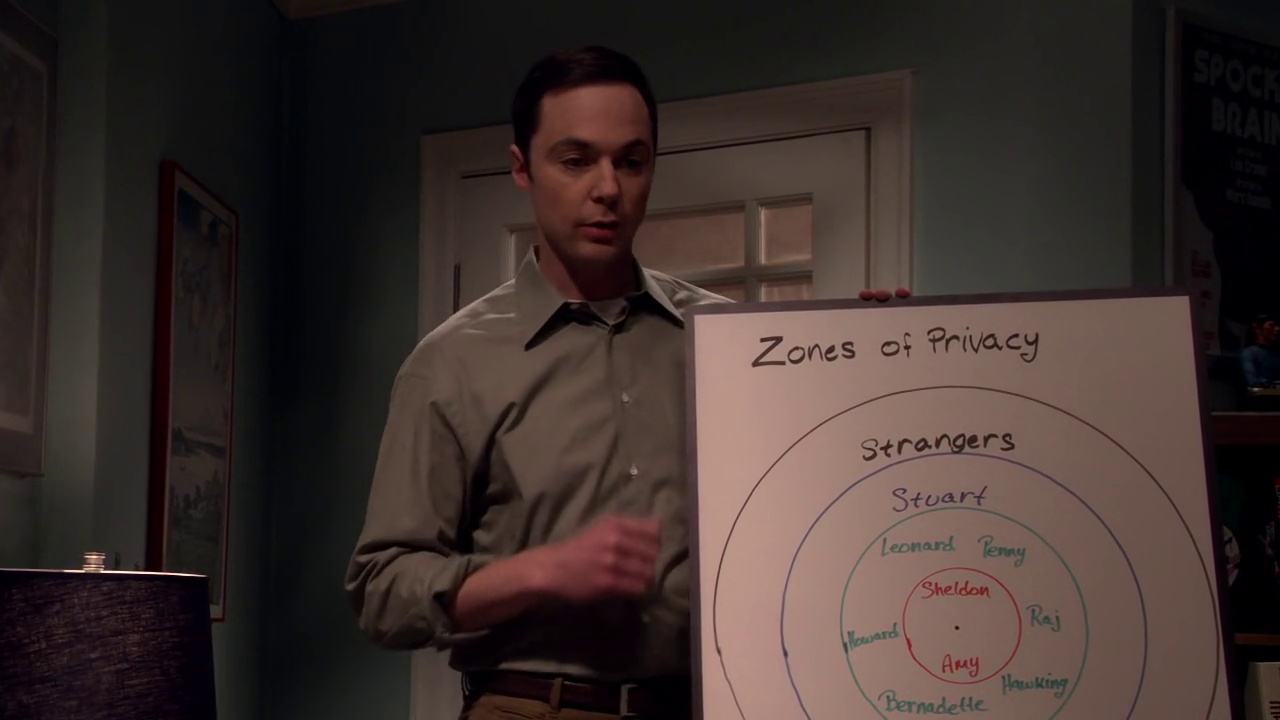 SPOCK
BRAIN
Zones of Privacy
Strangers
Stuart
Leonard Penny
Sheldon
Raj
Howard
Amy
Hawking
Bernadette